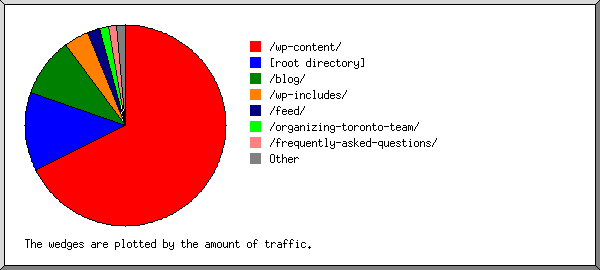 /wp-content/
[root directory]
/blog/
/wp-includes/
/feed/
/organizing-toronto-team/
/frequently-asked-questions/
Other
The wedges are plotted by the amount of traffic.